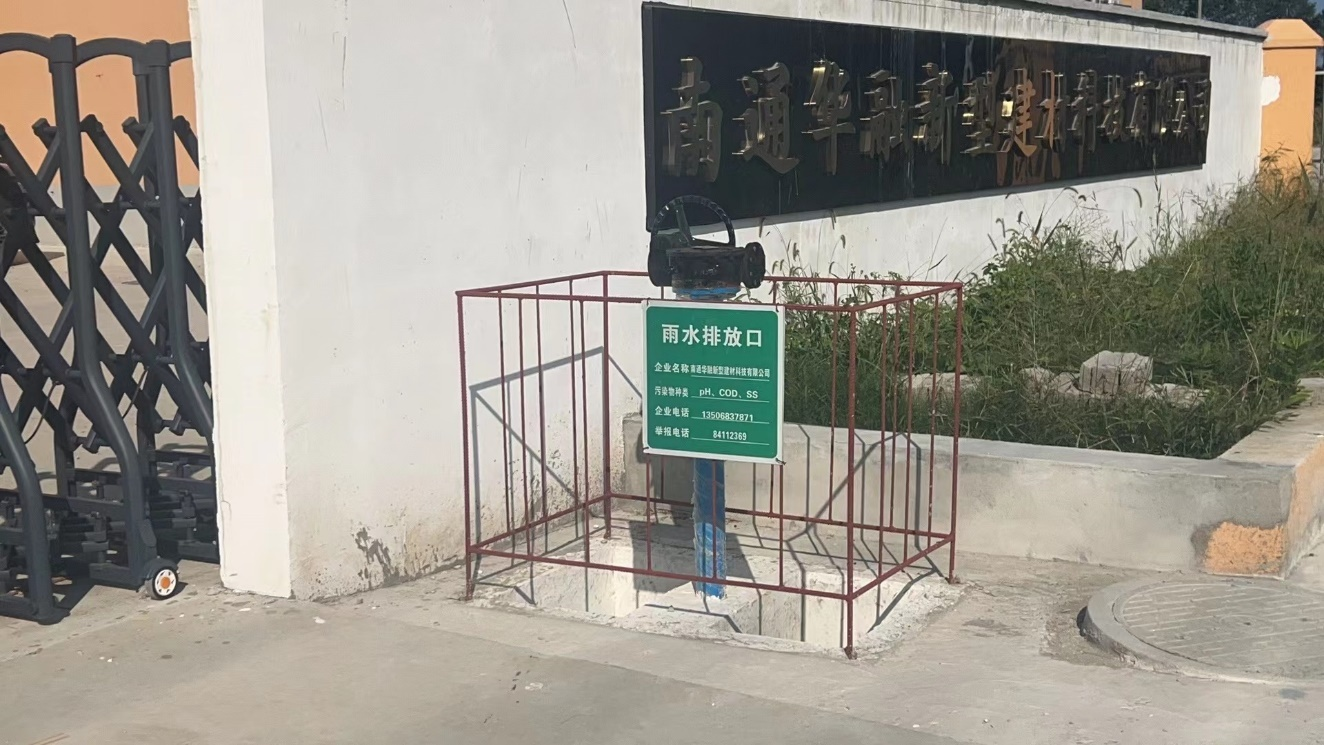 南通华融新型建材科技有限公司
雨水排放口
企业名称 南通华融新型建材科技有限公司
污染物种类 pH、COD、SS
企业电话 13506837871
举报电话 84112369